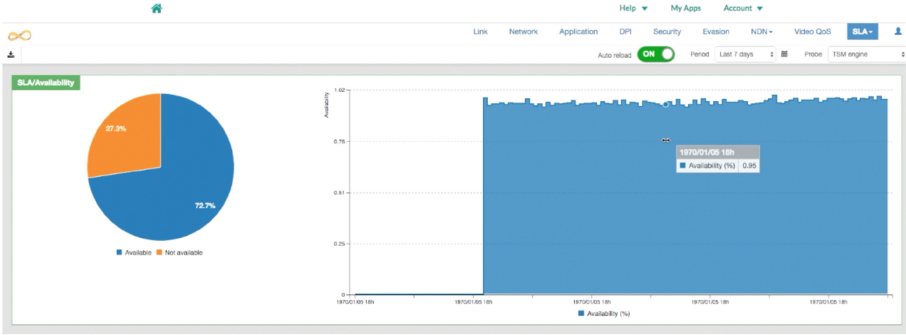 Help ▼ My Apps Account ▼
Link Network Application DPI Security Evasion NDN Video QoS SLA
Auto reload ON Period Last 7 days Probe TSM engine
SLA/Availability
27.3%
72.7%
Available Not available
Availability
1.02
0.76
0.51
0.25
0
1970/01/05 18h
Availability (%) 0.95
1970/01/05 18h 1970/01/05 18h 1970/01/05 18h 1970/01/05 18h 1970/01/05 18h
Availability (%)